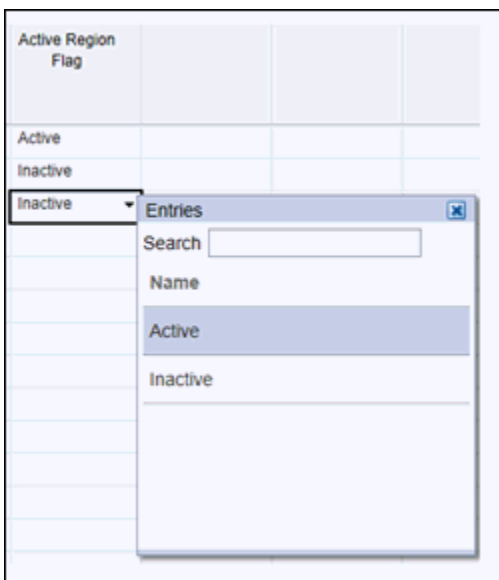 Active Region
Flag
Active
Inactive
Inactive
Entries
Search
Name
Active
Inactive